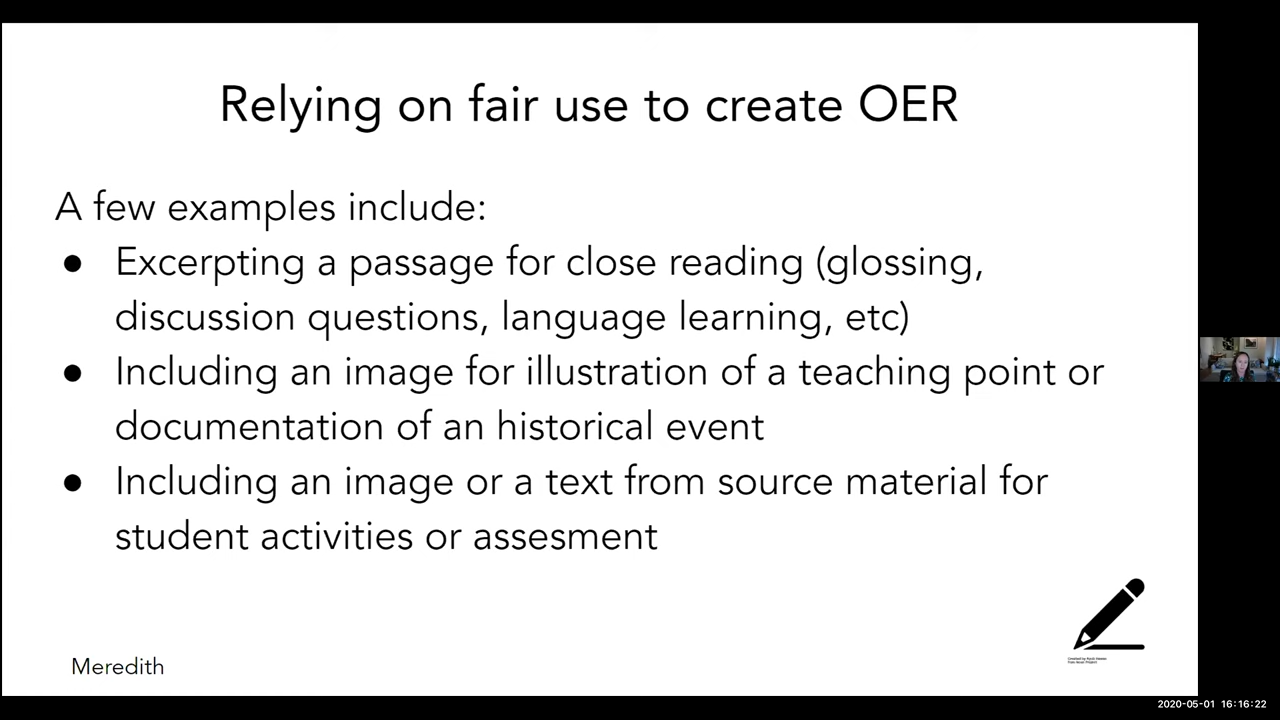 Relying on fair use to create OER
A few examples include:
● Excerpting a passage for close reading (glossing,
discussion questions, language learning, etc)
● Including an image for illustration of a teaching point or
documentation of an historical event
● Including an image or a text from source material for
student activities or assesment
Meredith
2020-05-01 16:16:22